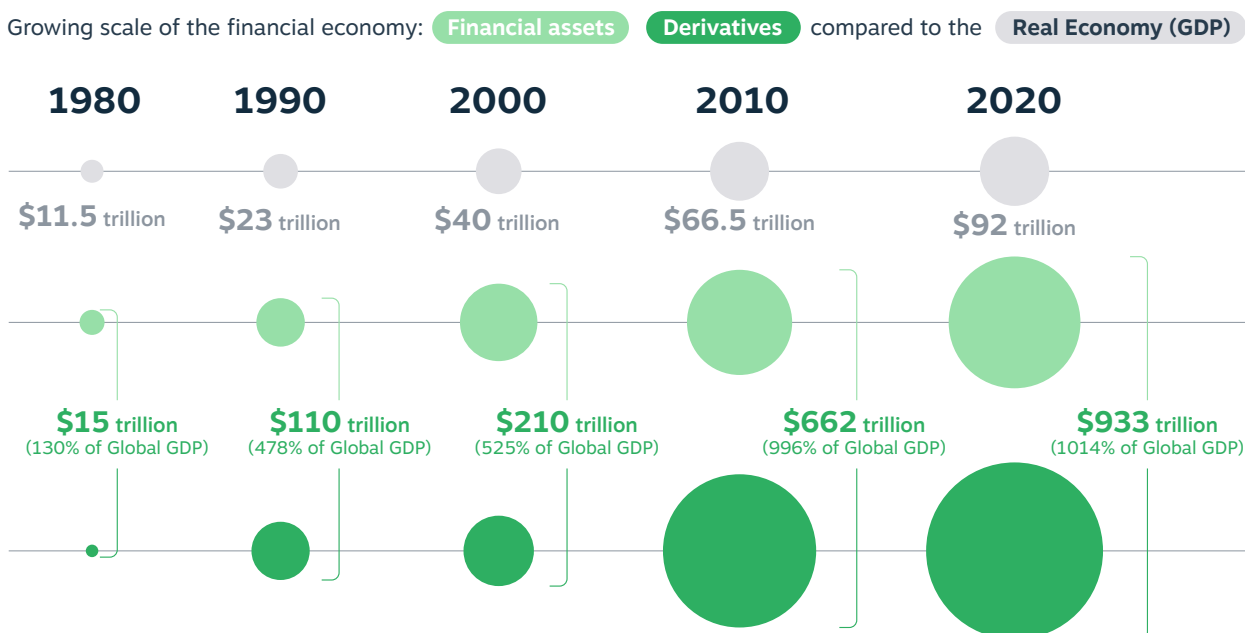 Growing scale of the financial economy: Financial assets Derivatives compared to the Real Economy (GDP)
1980 1990 2000 2010 2020
$11.5 trillion $23 trillion $40 trillion $66.5 trillion $92 trillion
$15 trillion $110 trillion $210 trillion $662 trillion $933 trillion
(130% of Global GDP) (478% of Global GDP) (525% of Global GDP) (996% of Global GDP) (1014% of Global GDP)